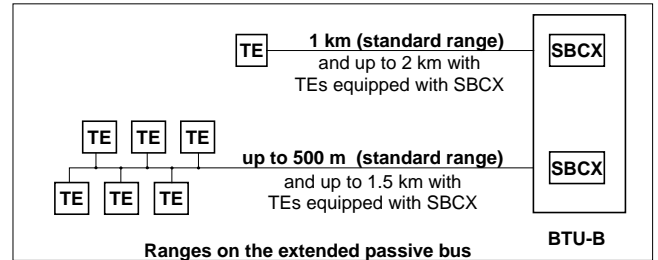 TE
1 km (standard range)
and up to 2 km with
TEs equipped with SBCX
SBCX
TE TE TE
TE TE TE
up to 500 m (standard range)
and up to 1.5 km with
TEs equipped with SBCX
SBCX
BTU-B
Ranges on the extended passive bus